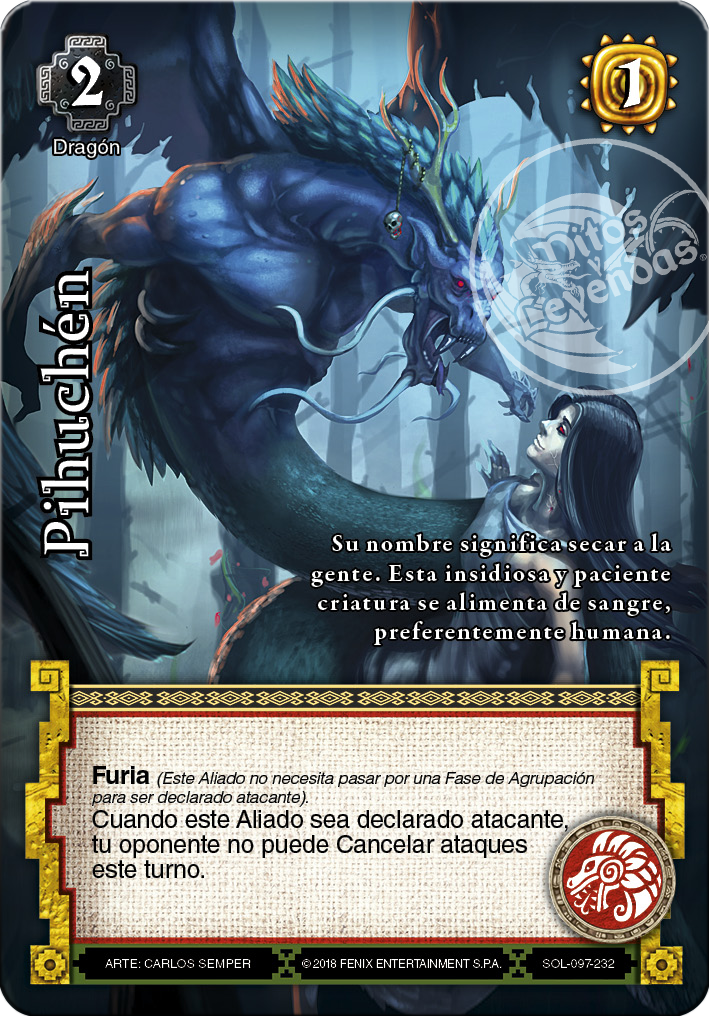 2
Dragón
1
Mitos
y
Leyendas
Pihuchén
Su nombre significa secar a la
gente. Esta insidiosa y paciente
criatura se alimenta de sangre,
preferentemente humana.
Furia (Este Aliado no necesita pasar por una Fase de Agrupación
para ser declarado atacante).
Cuando este Aliado sea declarado atacante,
tu oponente no puede Cancelar ataques
este turno.
ARTE: CARLOS SEMPER
©2018 FENIX ENTERTAINMENT S.P.A.
SOL-097-232